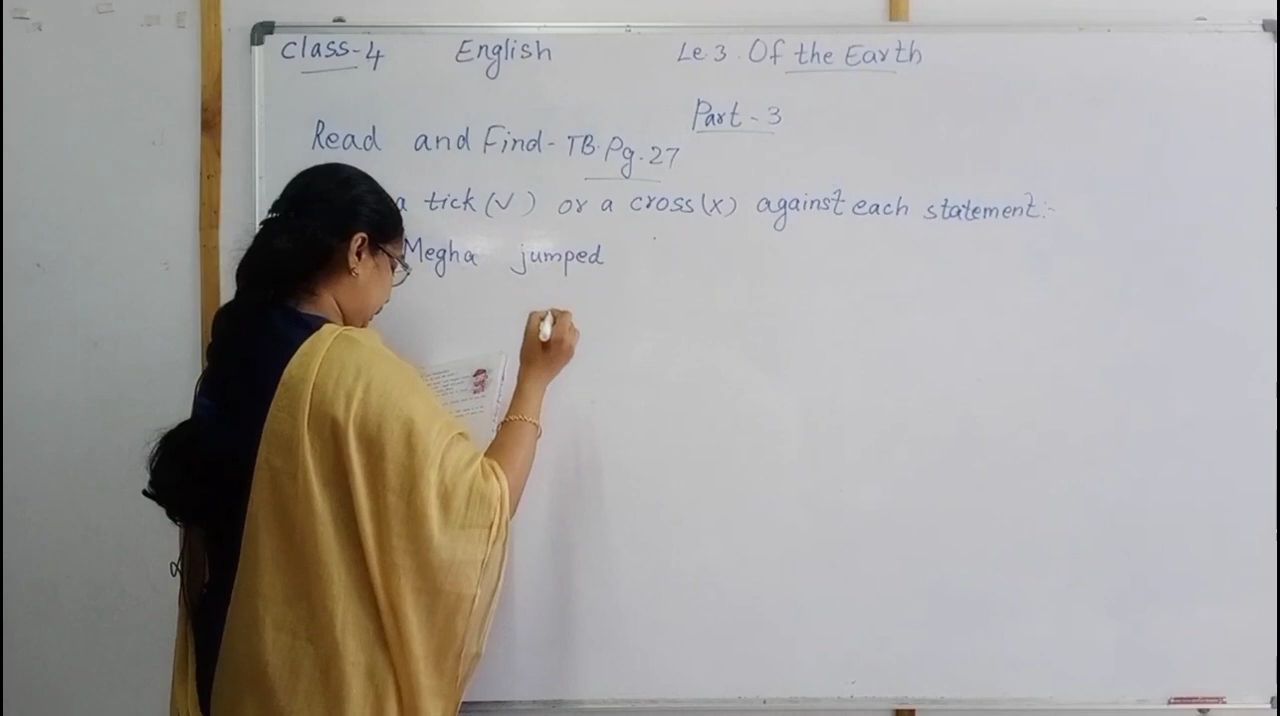 Class-4 English Le.3. Of the Earth
Part-3
Read and Find- TB.Pg.27
a tick(✓) or a cross(x) against each statement:-
Megha jumped